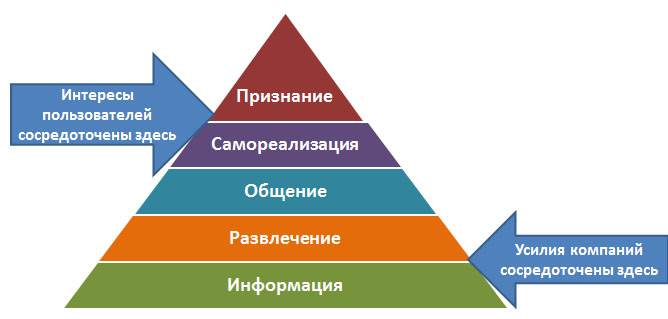 Интересы
пользователей
сосредоточены здесь
Признание
Самореализация
Общение
Развлечение
Информация
Усилия компаний
сосредоточены здесь